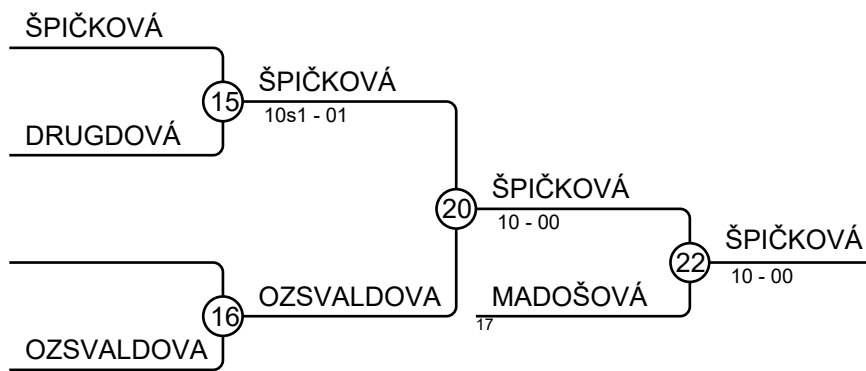 ŠPIČKOVÁ
15
ŠPIČKOVÁ
10s1 - 01
DRUGDOVÁ
20
ŠPIČKOVÁ
10 - 00
22
ŠPIČKOVÁ
10 - 00
16
OZSVALDOVA
MADOŠOVÁ
17
OZSVALDOVA